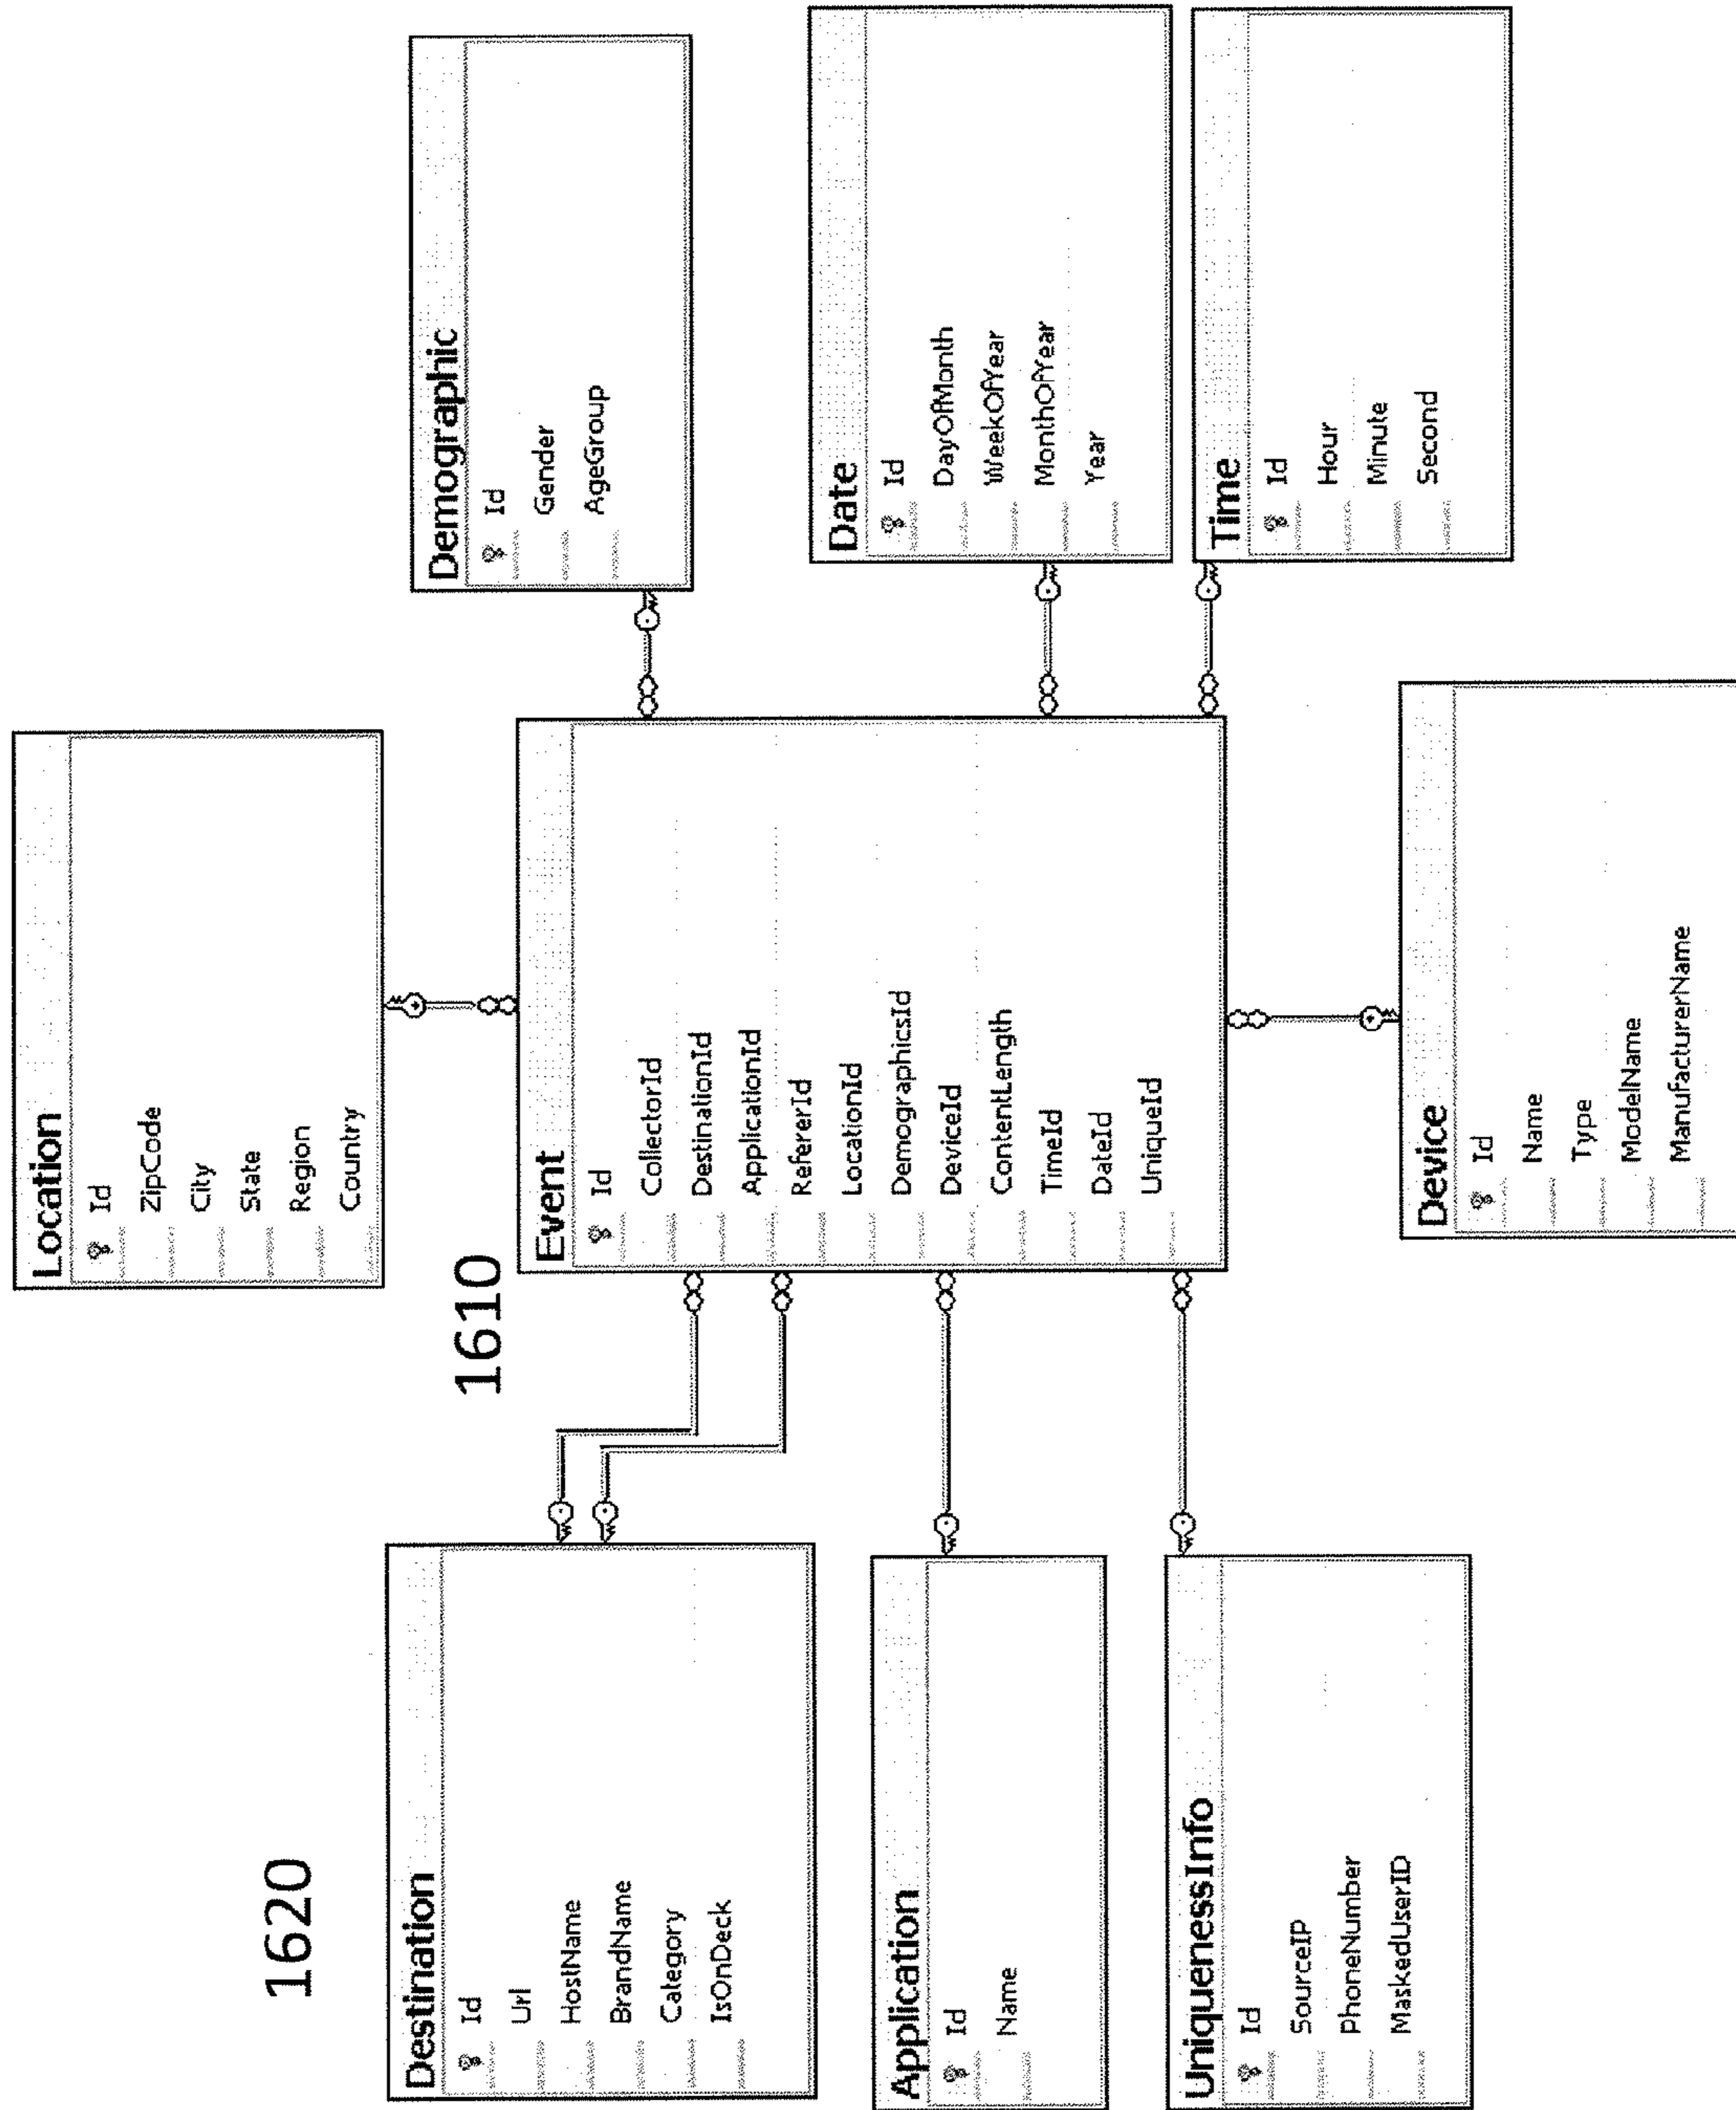 1620
Destination
Id
Url
HostName
BrandName
Category
IsOnDeck
Application
Id
Name
UniquenessInfo
Id
SourceIP
PhoneNumber
MaskedUserID
Location
Id
ZipCode
City
State
Region
Country
1610
Event
Id
CollectorId
DestinationId
ApplicationId
RefererId
LocationId
DemographicsId
DeviceId
ContentLength
TimeId
DateId
UniqueId
Device
Id
Name
Type
ModelName
ManufacturerName
Demographic
Id
Gender
AgeGroup
Date
Id
DayOfMonth
WeekOfYear
MonthOfYear
Year
Time
Id
Hour
Minute
Second